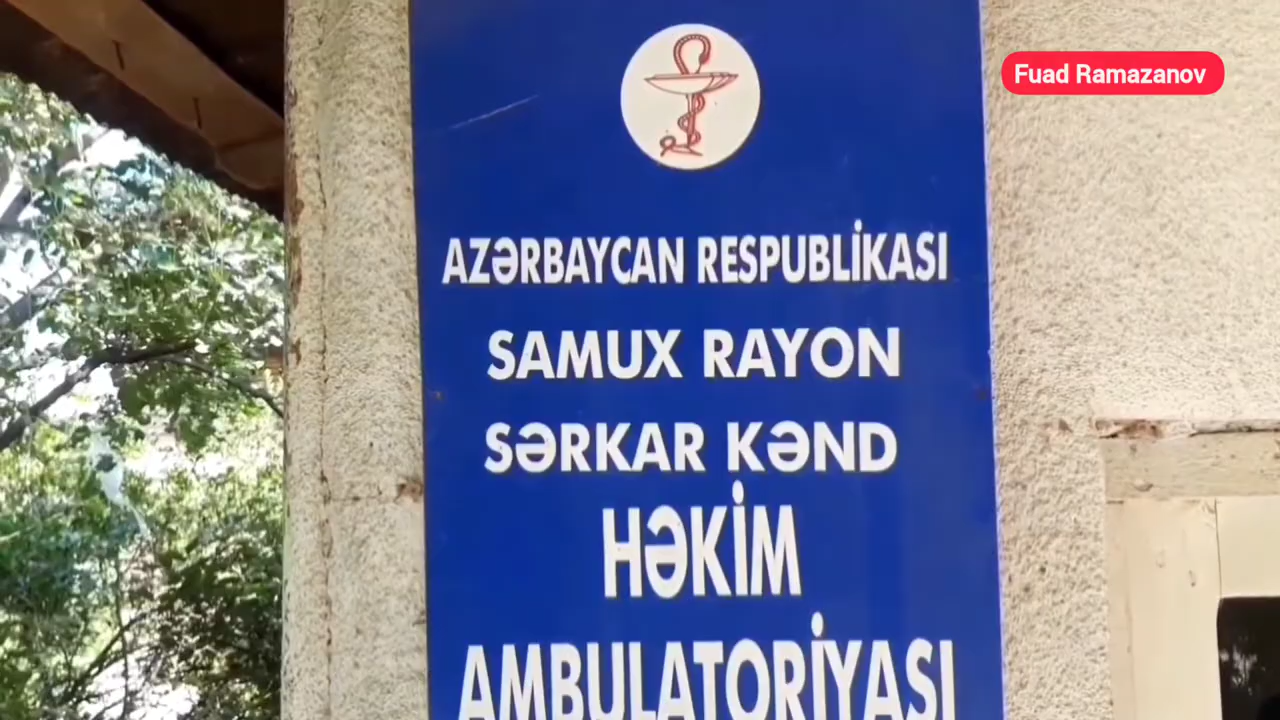 Fuad Ramazanov
AZƏRBAYCAN RESPUBLİKASI
SAMUX RAYON
SƏRKAR KƏND
HƏKİM
AMBULATORİYASI